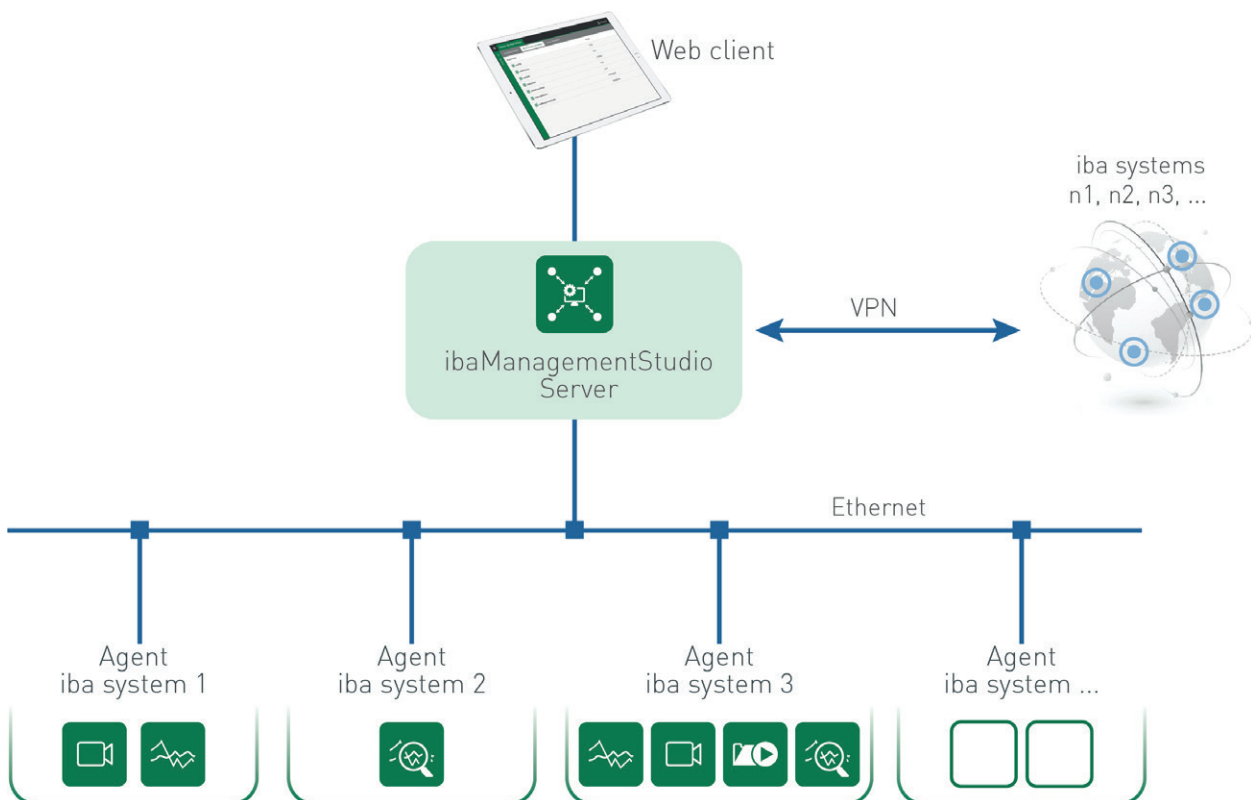 Web client
iba systems
n1, n2, n3, ...
VPN
ibaManagementStudio
Server
Ethernet
Agent
iba system 1
Agent
iba system 2
Agent
iba system 3
Agent
iba system ...